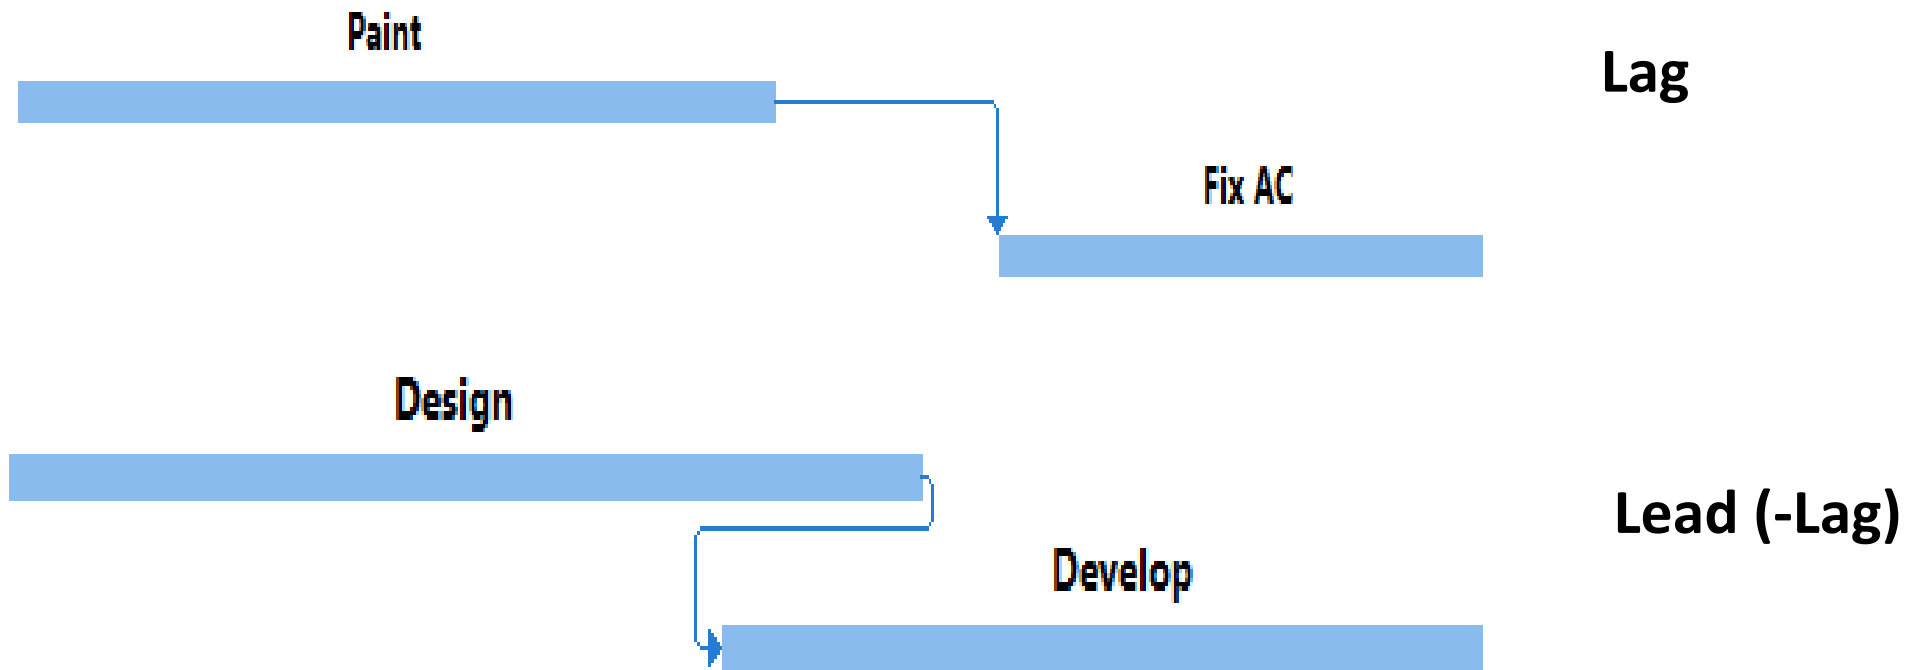 Paint
Lag
Fix AC
Design
Lead (-Lag)
Develop